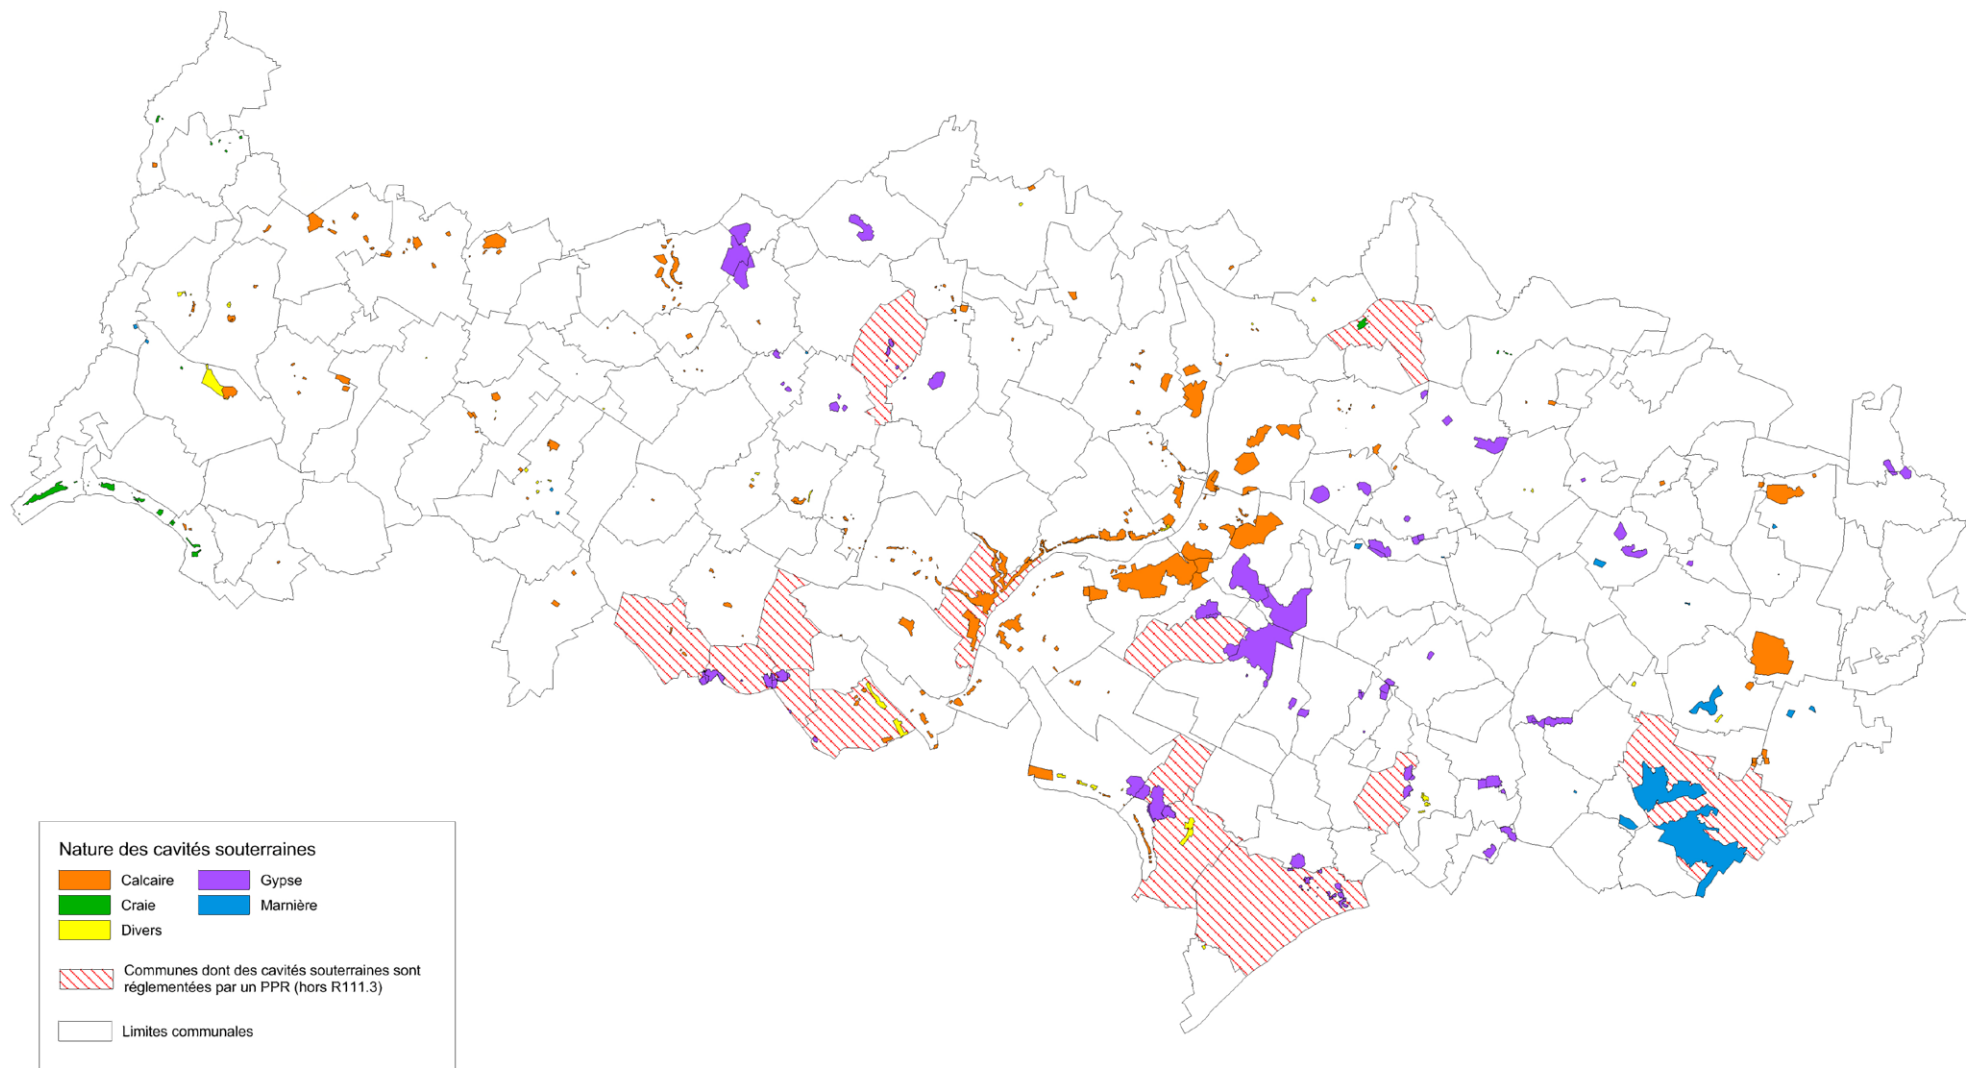 Nature des cavités souterraines
Calcaire
Gypse
Craie
Marnière
Divers
Communes dont des cavités souterraines sont
réglementées par un PPR (hors R111.3)
Limites communales